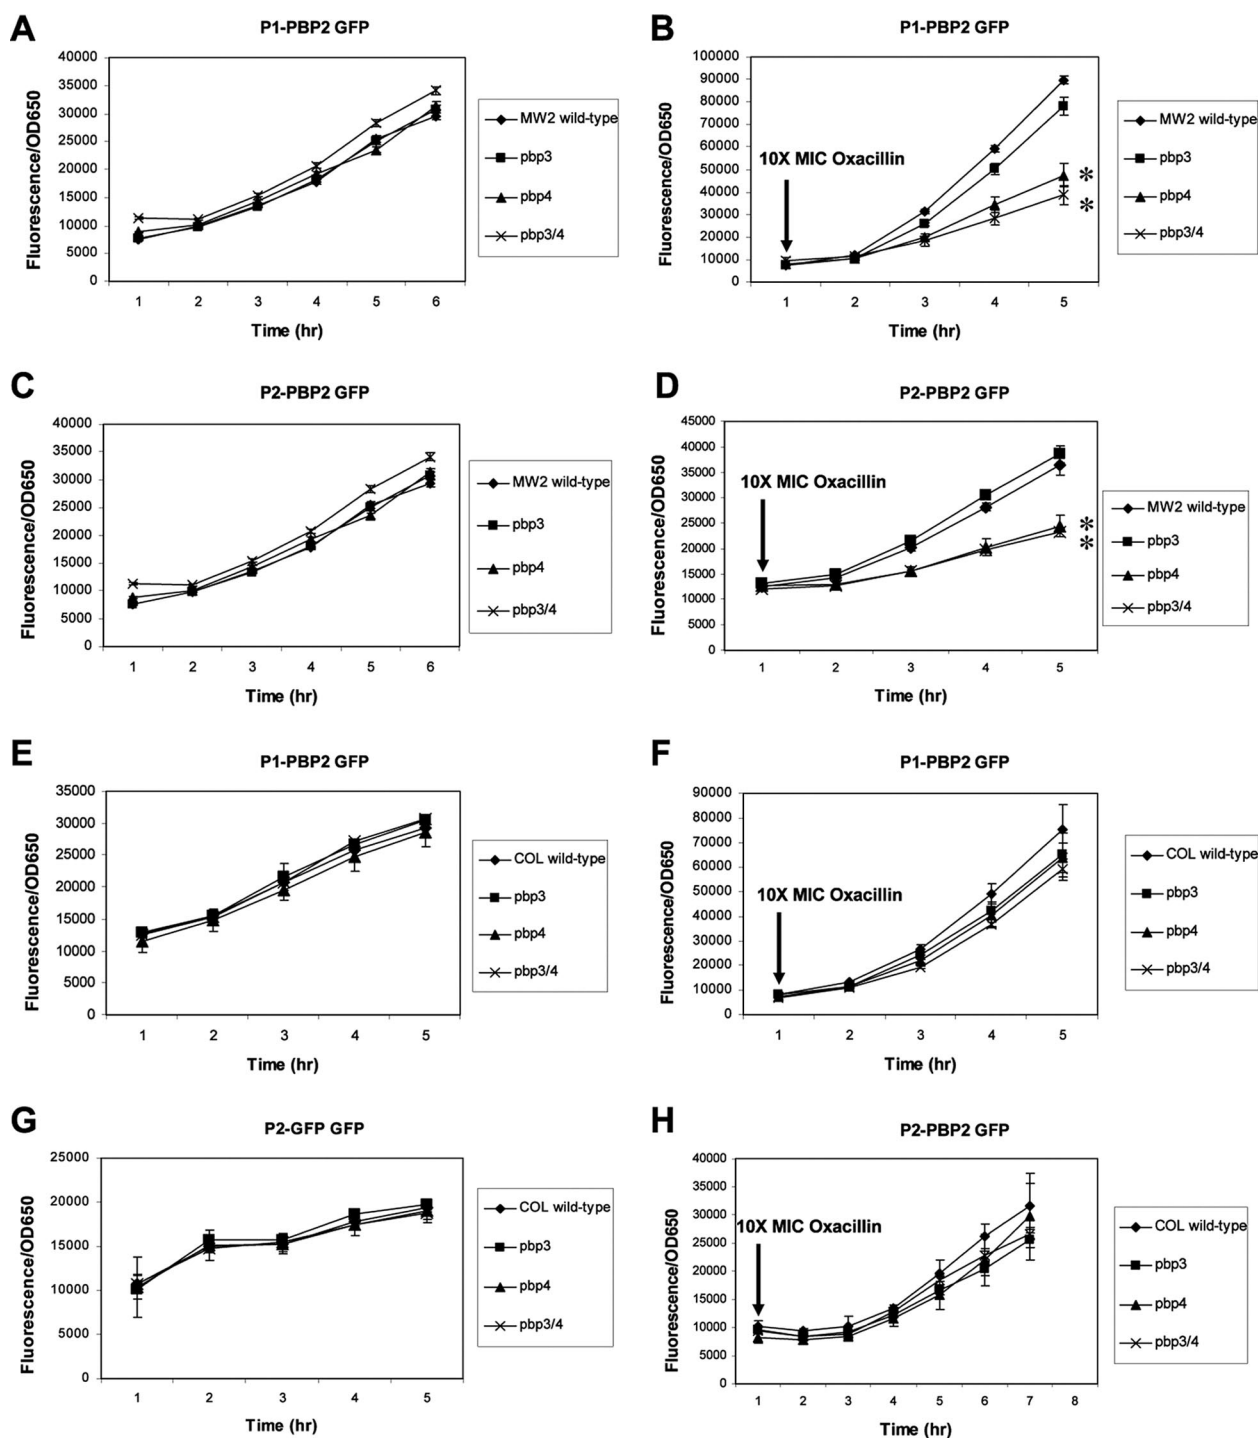 A
P1-PBP2 GFP
Fluorescence/OD650
40000
35000
30000
25000
20000
15000
10000
5000
0
1 2 3 4 5 6
Time (hr)
MW2 wild-type
pbp3
pbp4
pbp3/4
B
P1-PBP2 GFP
Fluorescence/OD650
100000
90000
80000
70000
60000
50000
40000
30000
20000
10000
0
10X MIC Oxacillin
*
*
1 2 3 4 5
Time (hr)
MW2 wild-type
pbp3
pbp4
pbp3/4
C
P2-PBP2 GFP
Fluorescence/OD650
40000
35000
30000
25000
20000
15000
10000
5000
0
1 2 3 4 5 6
Time (hr)
MW2 wild-type
pbp3
pbp4
pbp3/4
D
P2-PBP2 GFP
Fluorescence/OD650
45000
40000
35000
30000
25000
20000
15000
10000
5000
0
10X MIC Oxacillin
*
*
1 2 3 4 5
Time (hr)
MW2 wild-type
pbp3
pbp4
pbp3/4
E
P1-PBP2 GFP
Fluorescence/OD650
35000
30000
25000
20000
15000
10000
5000
0
1 2 3 4 5
Time (hr)
COL wild-type
pbp3
pbp4
pbp3/4
F
P1-PBP2 GFP
Fluorescence/OD650
90000
80000
70000
60000
50000
40000
30000
20000
10000
0
10X MIC Oxacillin
1 2 3 4 5
Time (hr)
COL wild-type
pbp3
pbp4
pbp3/4
G
P2-GFP GFP
Fluorescence/OD650
25000
20000
15000
10000
5000
0
1 2 3 4 5
Time (hr)
COL wild-type
pbp3
pbp4
pbp3/4
H
P2-PBP2 GFP
Fluorescence/OD650
40000
35000
30000
25000
20000
15000
10000
5000
0
10X MIC Oxacillin
1 2 3 4 5 6 7 8
Time (hr)
COL wild-type
pbp3
pbp4
pbp3/4